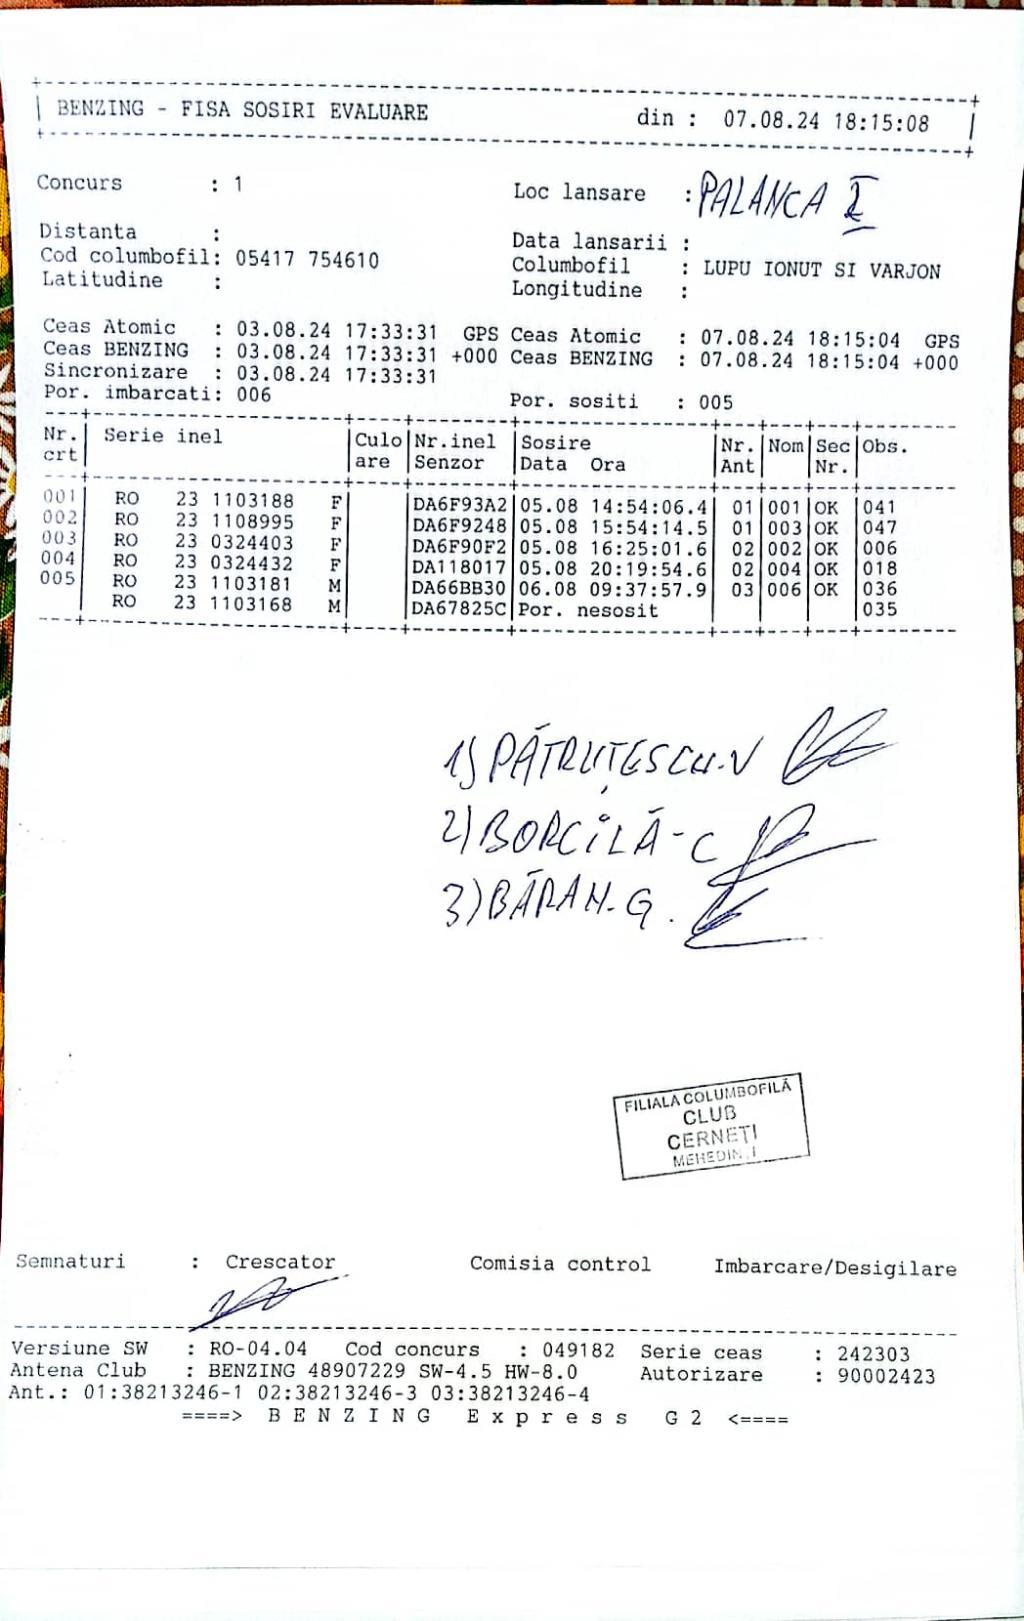 BENZING - FISA SOSIRI EVALUARE din : 07.08.24 18:15:08
Concurs : 1 Loc lansare : PALANCA I
Distanta : Data lansarii :
Cod columbofil: 05417 754610 Columbofil : LUPU IONUT SI VARJON
Latitudine : Longitudine :
Ceas Atomic : 03.08.24 17:33:31 GPS Ceas Atomic : 07.08.24 18:15:04 GPS
Ceas BENZING : 03.08.24 17:33:31 +000 Ceas BENZING : 07.08.24 18:15:04 +000
Sincronizare : 03.08.24 17:33:31
Por. imbarcati: 006 Por. sositi : 005
Nr. Serie inel Culo Nr.inel Sosire Nr. Nom Sec Obs.
crt are Senzor Data Ora Ant Nr.
001 RO 23 1103188 F DA6F93A2 05.08 14:54:06.4 01 001 OK 041
002 RO 23 1108995 F DA6F9248 05.08 15:54:14.5 01 003 OK 047
003 RO 23 0324403 F DA6F90F2 05.08 16:25:01.6 02 002 OK 006
004 RO 23 0324432 F DA118017 05.08 20:19:54.6 02 004 OK 018
005 RO 23 1103181 M DA66BB30 06.08 09:37:57.9 03 006 OK 036
RO 23 1103168 M DA67825C Por. nesosit 035
1) PĂTRUȚESCU.V
2) BORCILĂ-C
3) BĂRAN.G.
FILIALA COLUMBOFILĂ
CLUB
CERNEȚI
MEHEDINȚI
Semnaturi : Crescator Comisia control Imbarcare/Desigilare
Versiune SW : RO-04.04 Cod concurs : 049182 Serie ceas : 242303
Antena Club : BENZING 48907229 SW-4.5 HW-8.0 Autorizare : 90002423
Ant.: 01:38213246-1 02:38213246-3 03:38213246-4
====> B E N Z I N G E x p r e s s G 2 <====